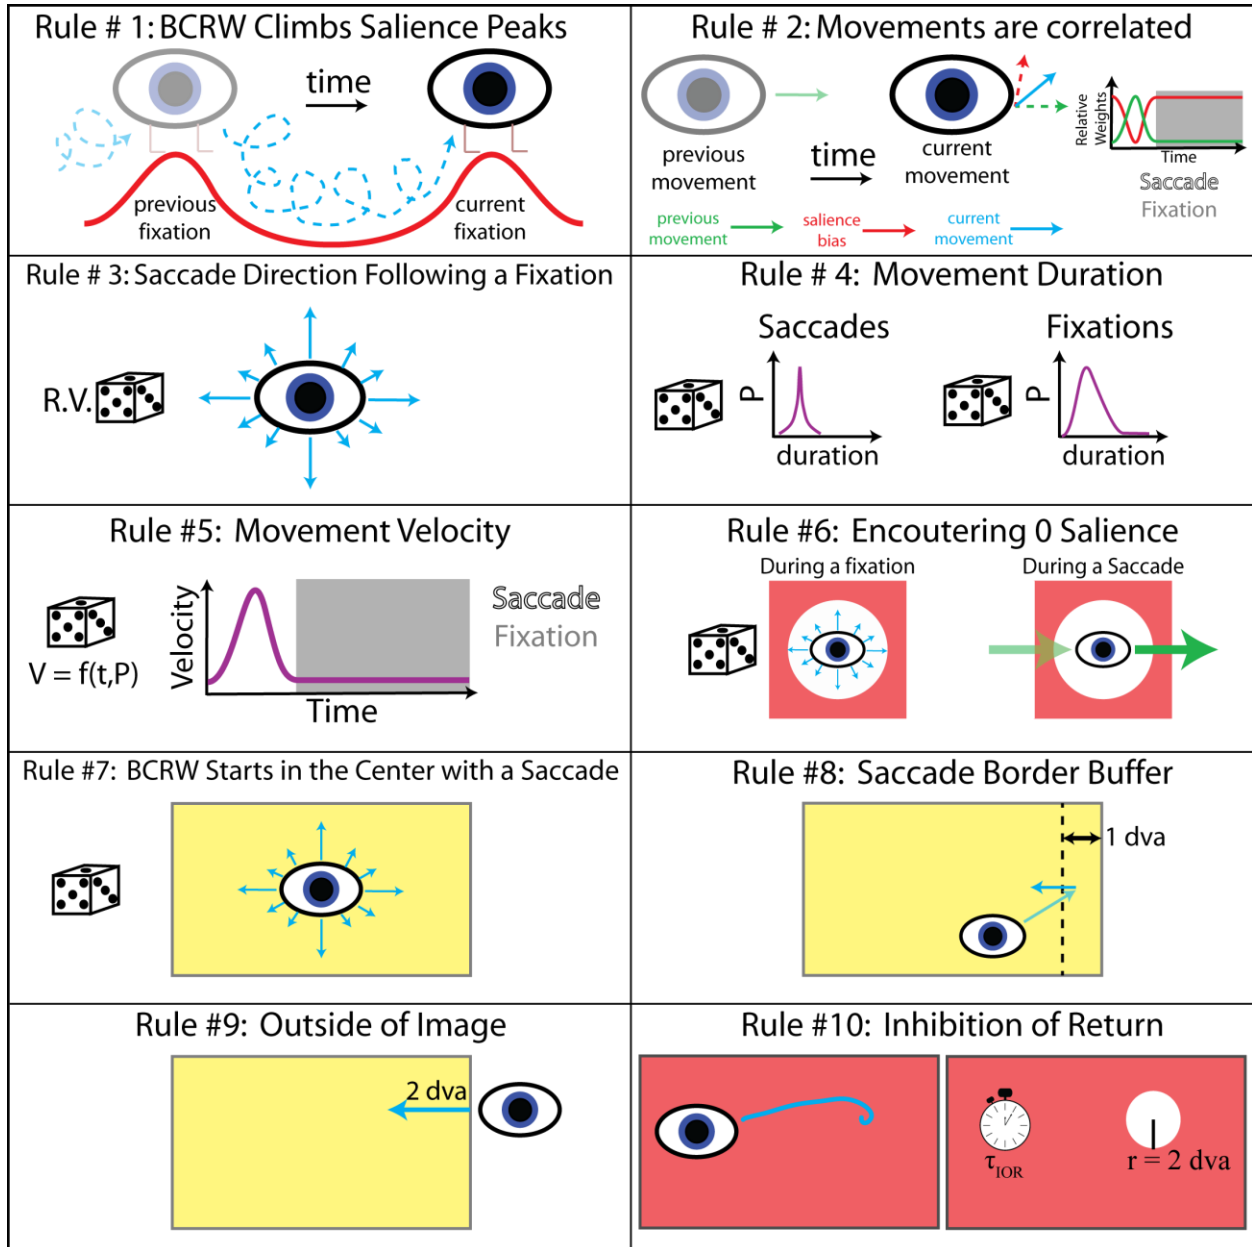 Rule # 1: BCRW Climbs Salience Peaks
time
previous
fixation
current
fixation
Rule # 2: Movements are correlated
previous
movement
time
current
movement
Relative
Weights
Time
Saccade
Fixation
previous
movement
salience
bias
current
movement
Rule # 3: Saccade Direction Following a Fixation
R.V.
Rule # 4: Movement Duration
Saccades
P
duration
Fixations
P
duration
Rule #5: Movement Velocity
V = f(t,P)
Velocity
Time
Saccade
Fixation
Rule #6: Encoutering 0 Salience
During a fixation
During a Saccade
Rule #7: BCRW Starts in the Center with a Saccade
Rule #8: Saccade Border Buffer
1 dva
Rule #9: Outside of Image
2 dva
Rule #10: Inhibition of Return
τIOR
r = 2 dva